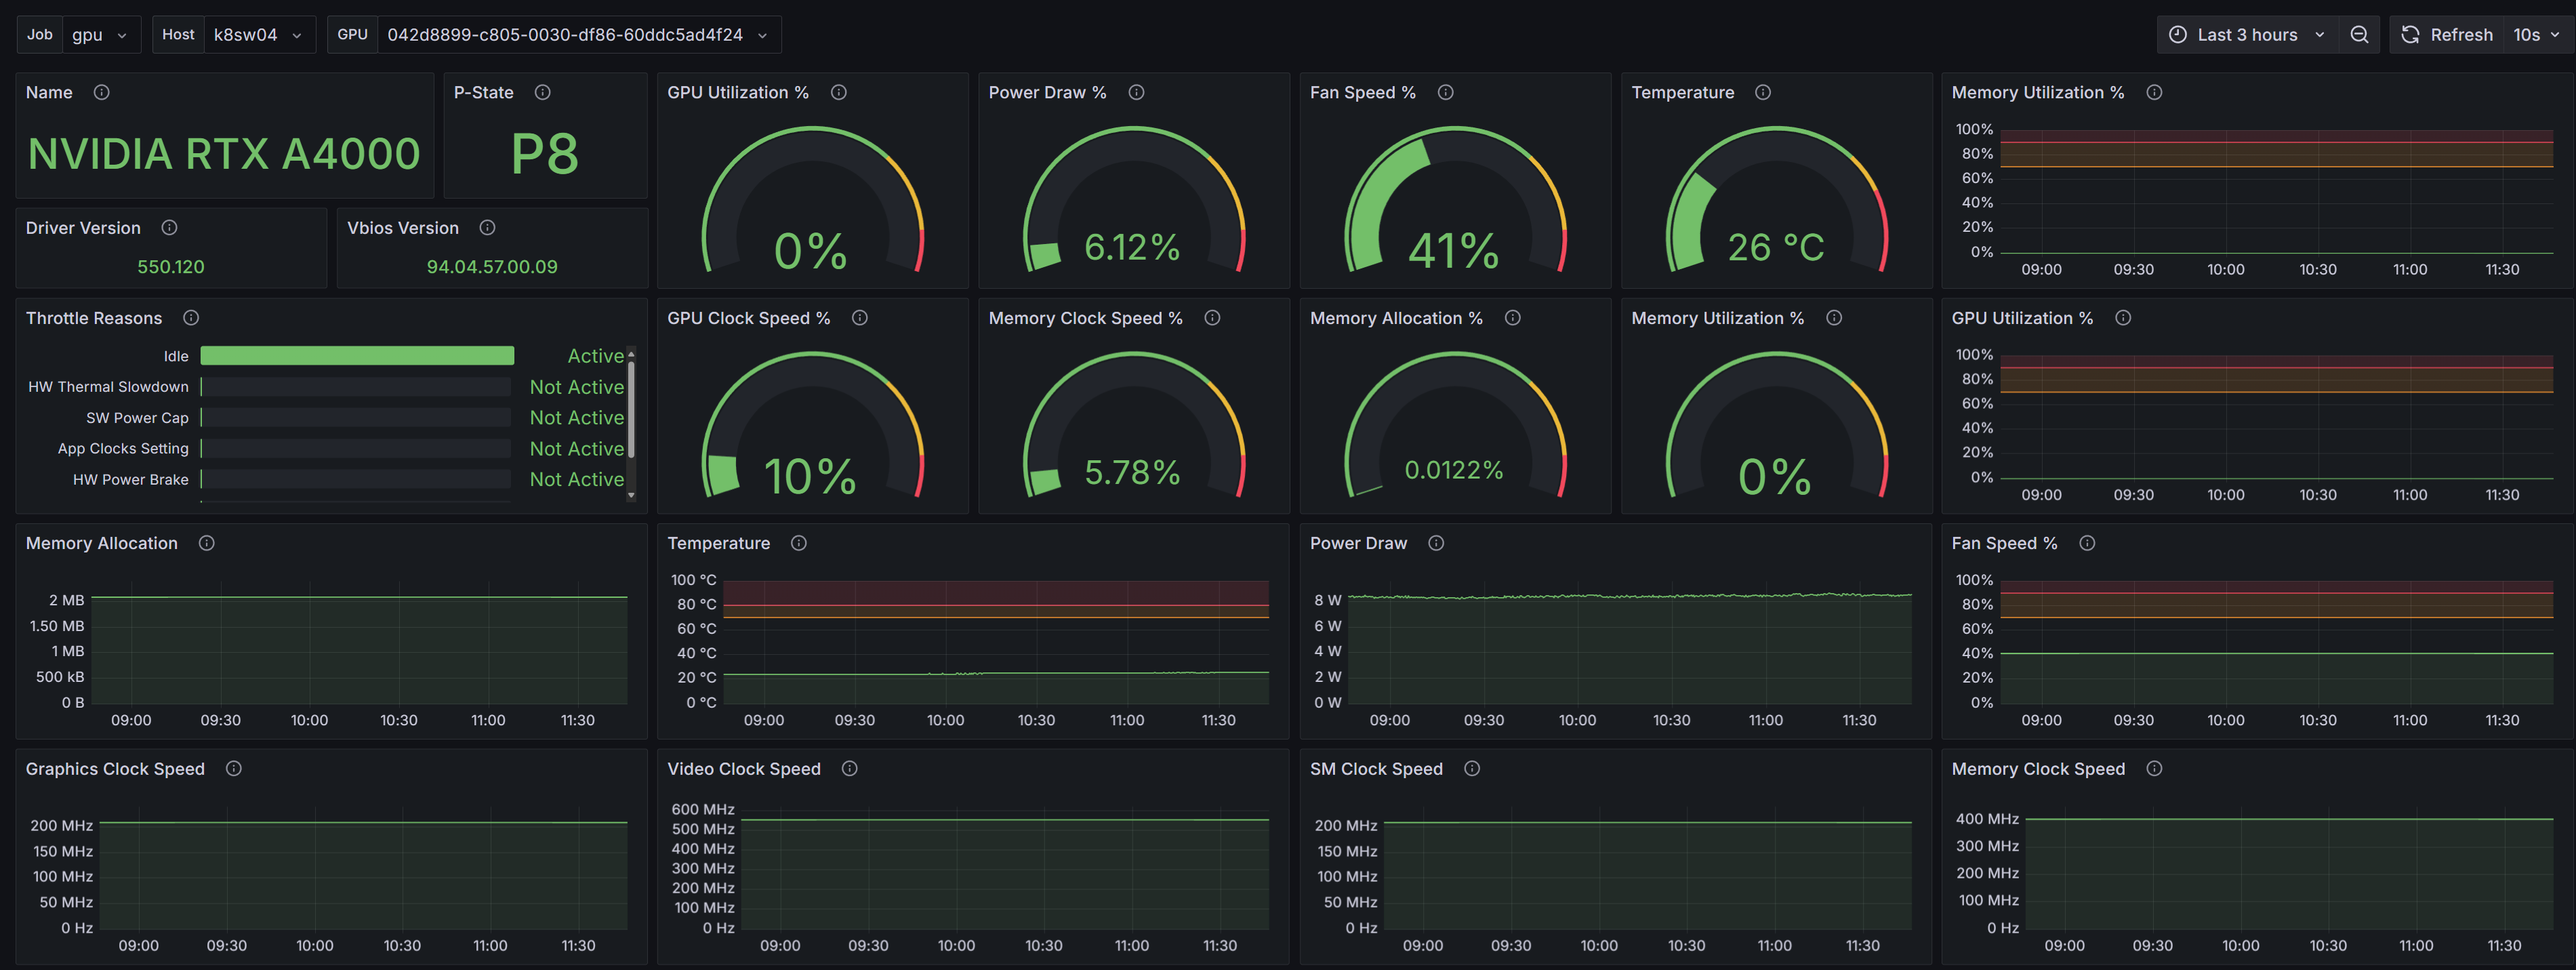 Job gpu Host k8sw04 GPU 042d8899-c805-0030-df86-60ddc5ad4f24 Last 3 hours Refresh 10s
Name
NVIDIA RTX A4000
P-State
P8
Driver Version
550.120
Vbios Version
94.04.57.00.09
GPU Utilization %
0%
Power Draw %
6.12%
Fan Speed %
41%
Temperature
26 °C
Memory Utilization %
100%
80%
60%
40%
20%
0%
09:00 09:30 10:00 10:30 11:00 11:30
Throttle Reasons
Idle Active
HW Thermal Slowdown Not Active
SW Power Cap Not Active
App Clocks Setting Not Active
HW Power Brake Not Active
GPU Clock Speed %
10%
Memory Clock Speed %
5.78%
Memory Allocation %
0.0122%
Memory Utilization %
0%
GPU Utilization %
100%
80%
60%
40%
20%
0%
09:00 09:30 10:00 10:30 11:00 11:30
Memory Allocation
2 MB
1.50 MB
1 MB
500 kB
0 B
09:00 09:30 10:00 10:30 11:00 11:30
Temperature
100 °C
80 °C
60 °C
40 °C
20 °C
0 °C
09:00 09:30 10:00 10:30 11:00 11:30
Power Draw
8 W
6 W
4 W
2 W
0 W
09:00 09:30 10:00 10:30 11:00 11:30
Fan Speed %
100%
80%
60%
40%
20%
0%
09:00 09:30 10:00 10:30 11:00 11:30
Graphics Clock Speed
200 MHz
150 MHz
100 MHz
50 MHz
0 Hz
09:00 09:30 10:00 10:30 11:00 11:30
Video Clock Speed
600 MHz
500 MHz
400 MHz
300 MHz
200 MHz
100 MHz
0 Hz
09:00 09:30 10:00 10:30 11:00 11:30
SM Clock Speed
200 MHz
150 MHz
100 MHz
50 MHz
0 Hz
09:00 09:30 10:00 10:30 11:00 11:30
Memory Clock Speed
400 MHz
300 MHz
200 MHz
100 MHz
0 Hz
09:00 09:30 10:00 10:30 11:00 11:30